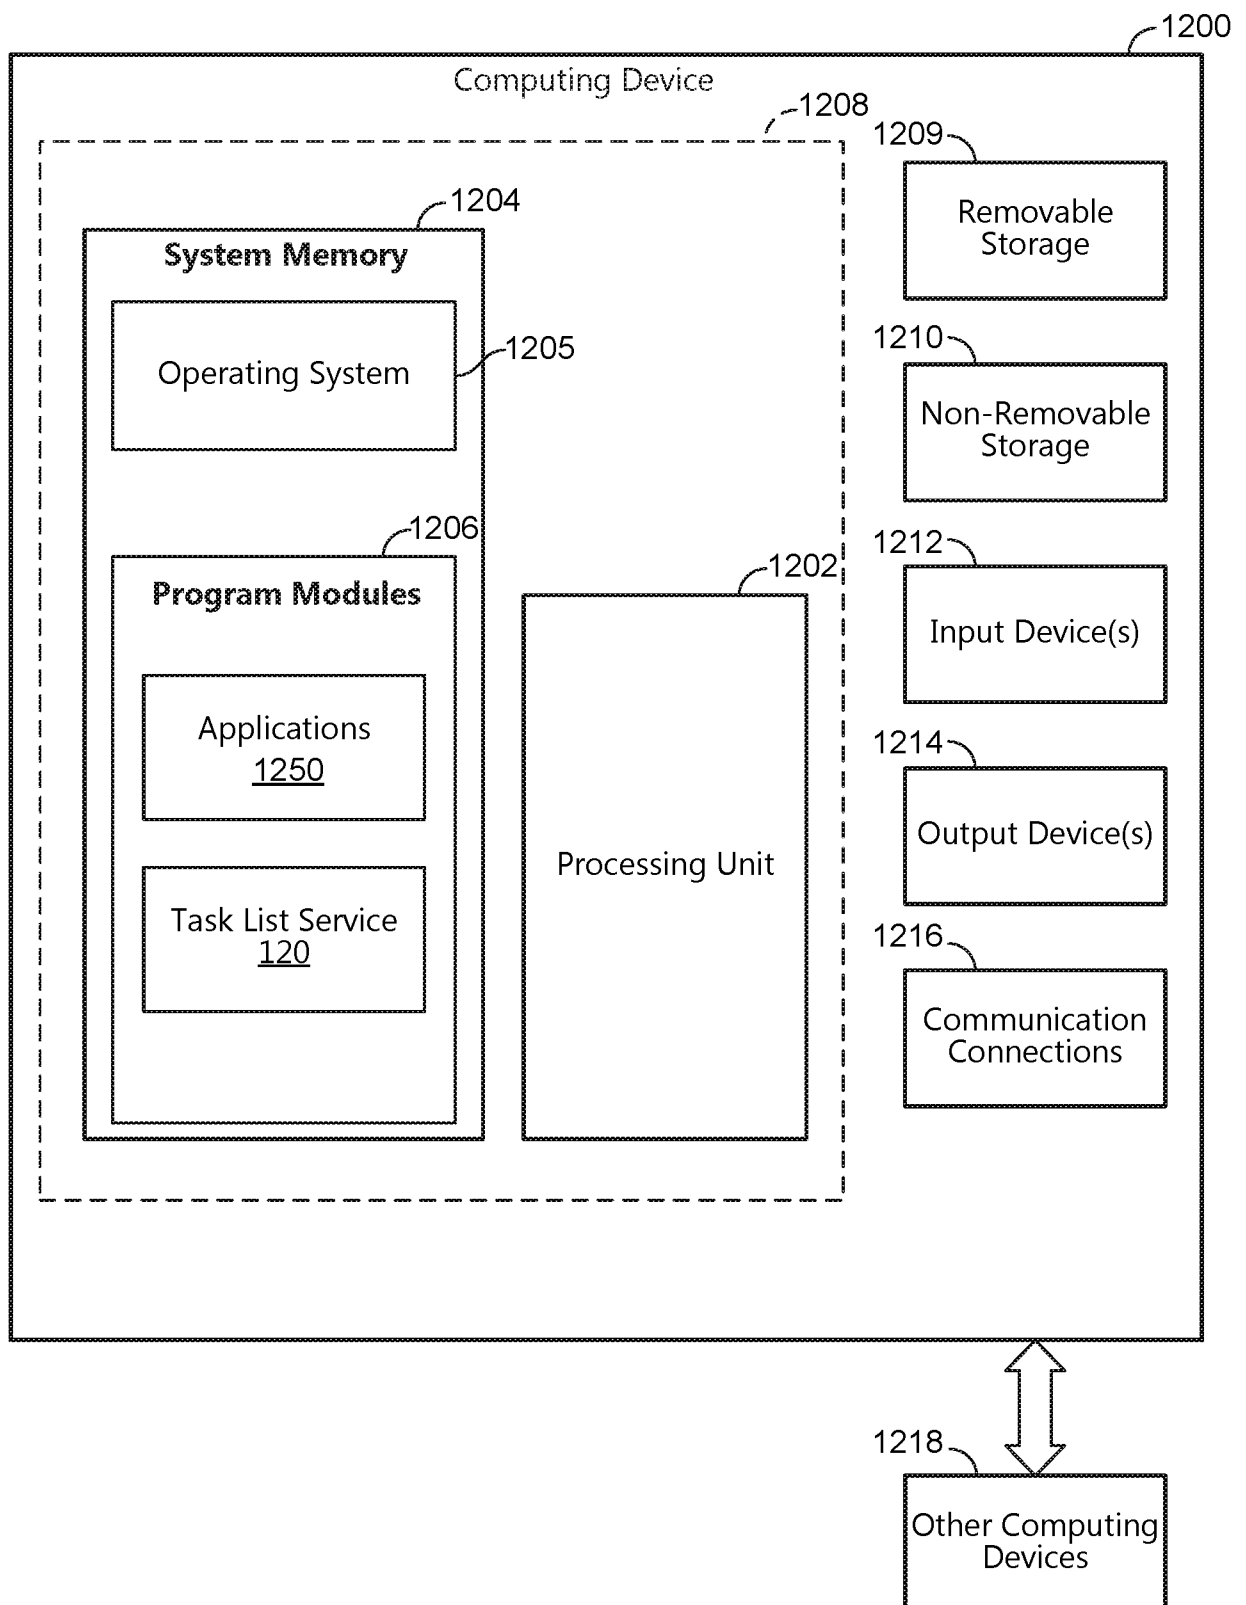 1200
Computing Device
1208
1209
Removable
Storage
1204
System Memory
Operating System
1205
1210
Non-Removable
Storage
1206
Program Modules
1202
1212
Input Device(s)
Applications
1250
1214
Output Device(s)
Processing Unit
Task List Service
120
1216
Communication
Connections
1218
Other Computing
Devices